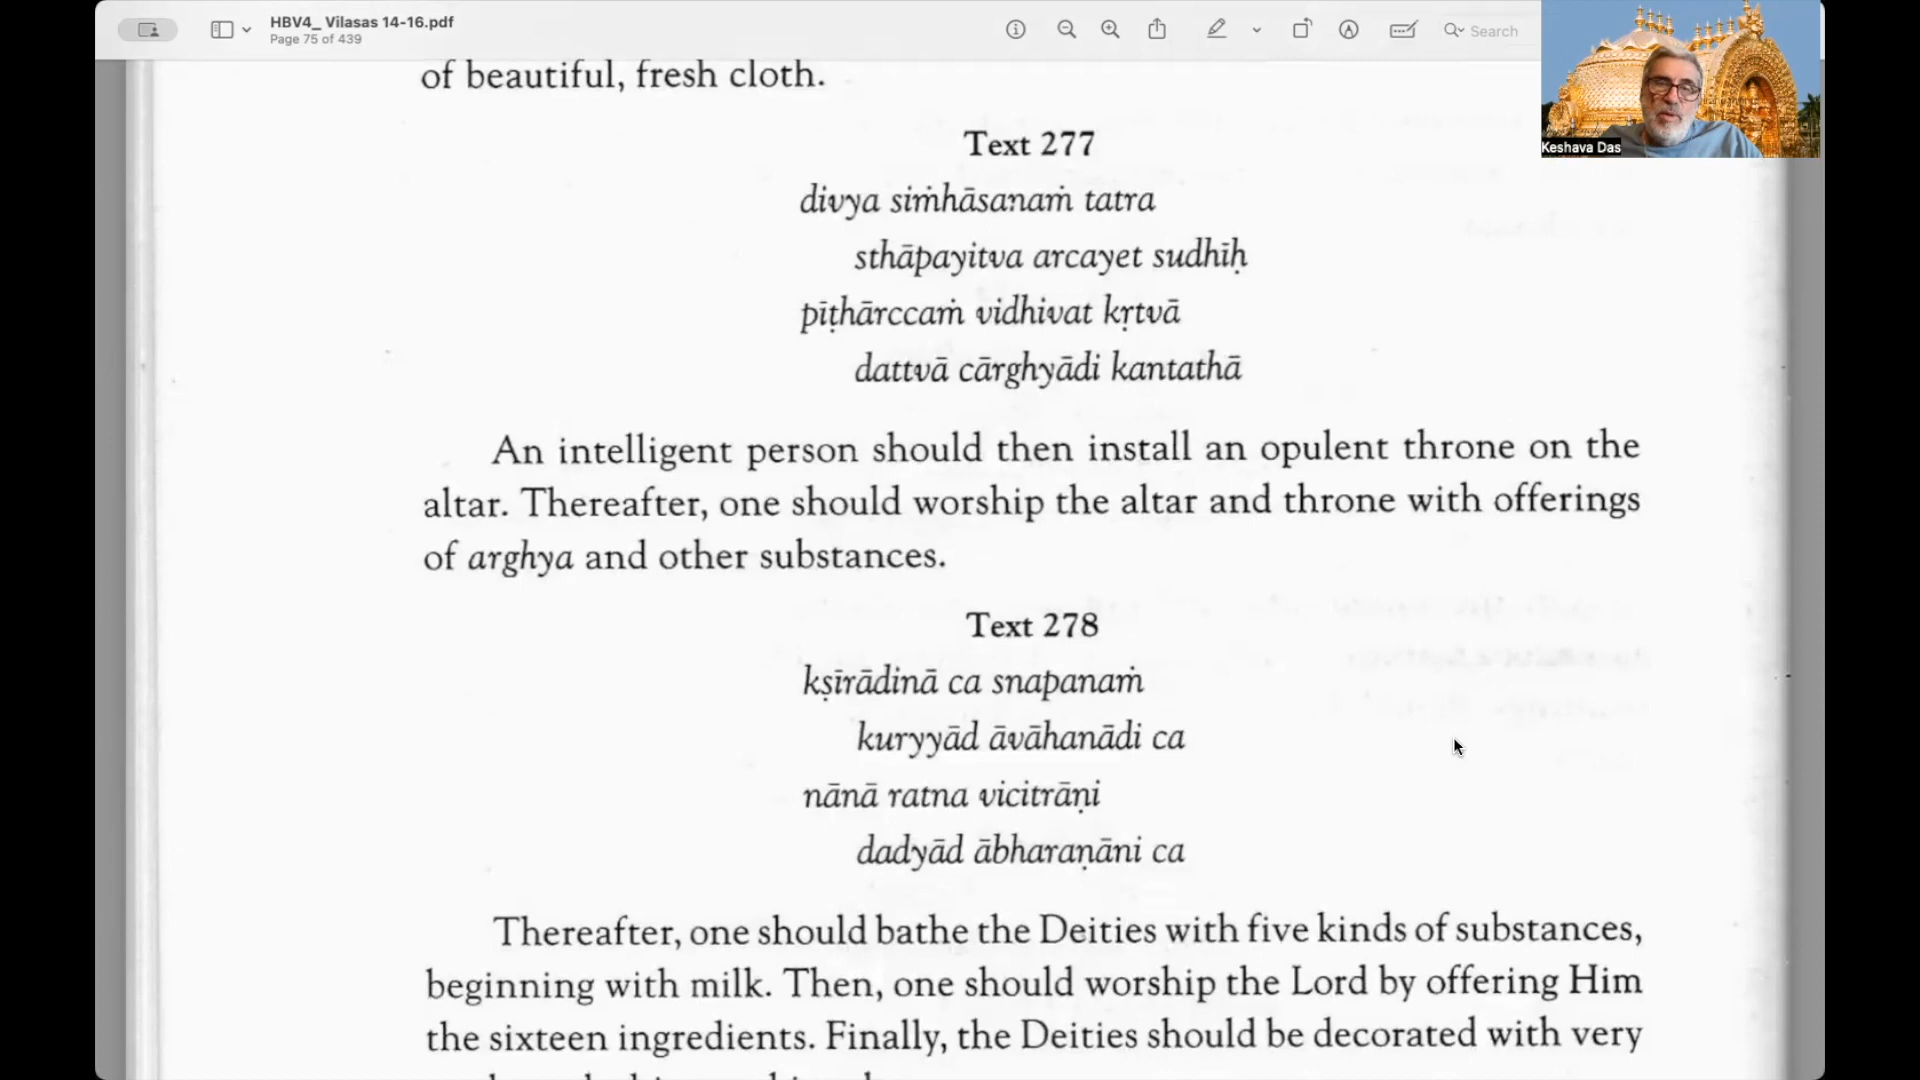 HBV4_ Vilasas 14-16.pdf
Page 75 of 439
Search
Keshava Das
of beautiful, fresh cloth.
Text 277
divya siṁhāsanaṁ tatra
sthāpayitva arcayet sudhīḥ
pīṭhārccaṁ vidhivat kṛtvā
dattvā cārghyādi kantathā
An intelligent person should then install an opulent throne on the
altar. Thereafter, one should worship the altar and throne with offerings
of arghya and other substances.
Text 278
kṣīrādinā ca snapanaṁ
kuryyād āvāhanādi ca
nānā ratna vicitrāṇi
dadyād ābharaṇāni ca
Thereafter, one should bathe the Deities with five kinds of substances,
beginning with milk. Then, one should worship the Lord by offering Him
the sixteen ingredients. Finally, the Deities should be decorated with very